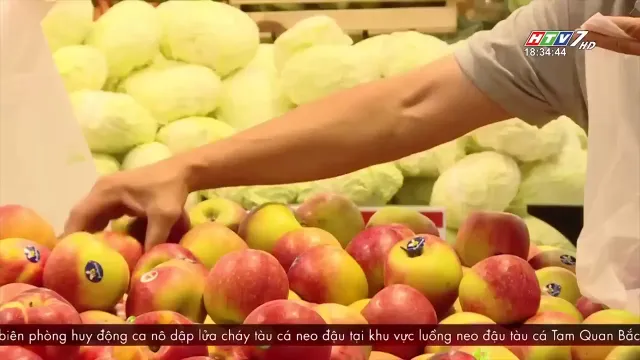 HTV7 HD
18:34:44
biên phòng huy động ca nô dập lửa cháy tàu cá neo đậu tại khu vực luồng neo đậu tàu cá Tam Quan Bắc